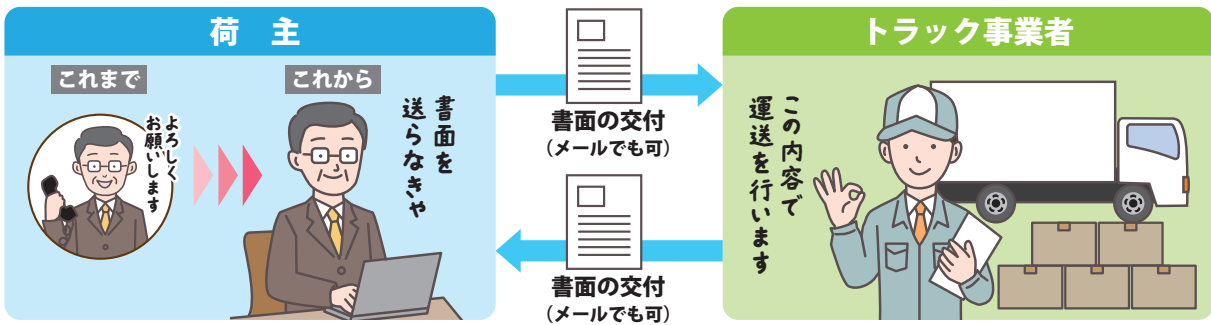 荷　主
これまで
よろしく
お願いします
これから
書面を
送らなきゃ
書面の交付
（メールでも可）
書面の交付
（メールでも可）
トラック事業者
この内容で
運送を行います